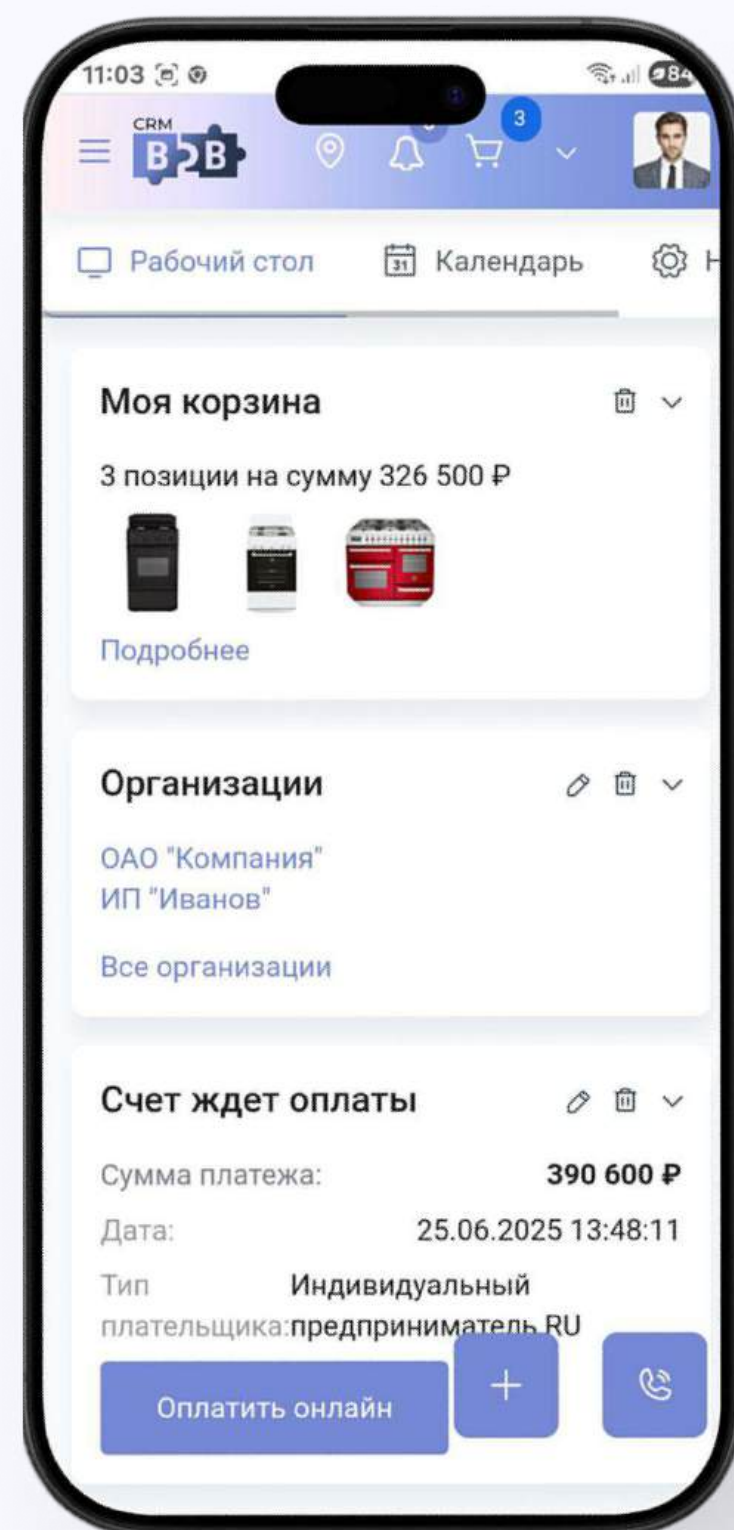 11:03
84
CRM
B2B
3
Рабочий стол
31
Календарь
Моя корзина
3 позиции на сумму 326 500 ₽
Подробнее
Организации
ОАО "Компания"
ИП "Иванов"
Все организации
Счет ждет оплаты
Сумма платежа: 390 600 ₽
Дата: 25.06.2025 13:48:11
Тип Индивидуальный
плательщика: предприниматель RU
Оплатить онлайн